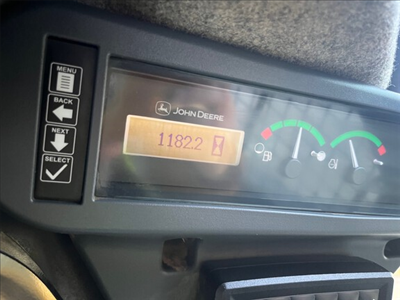 MENU
BACK
NEXT
SELECT
JOHN DEERE
1182.2